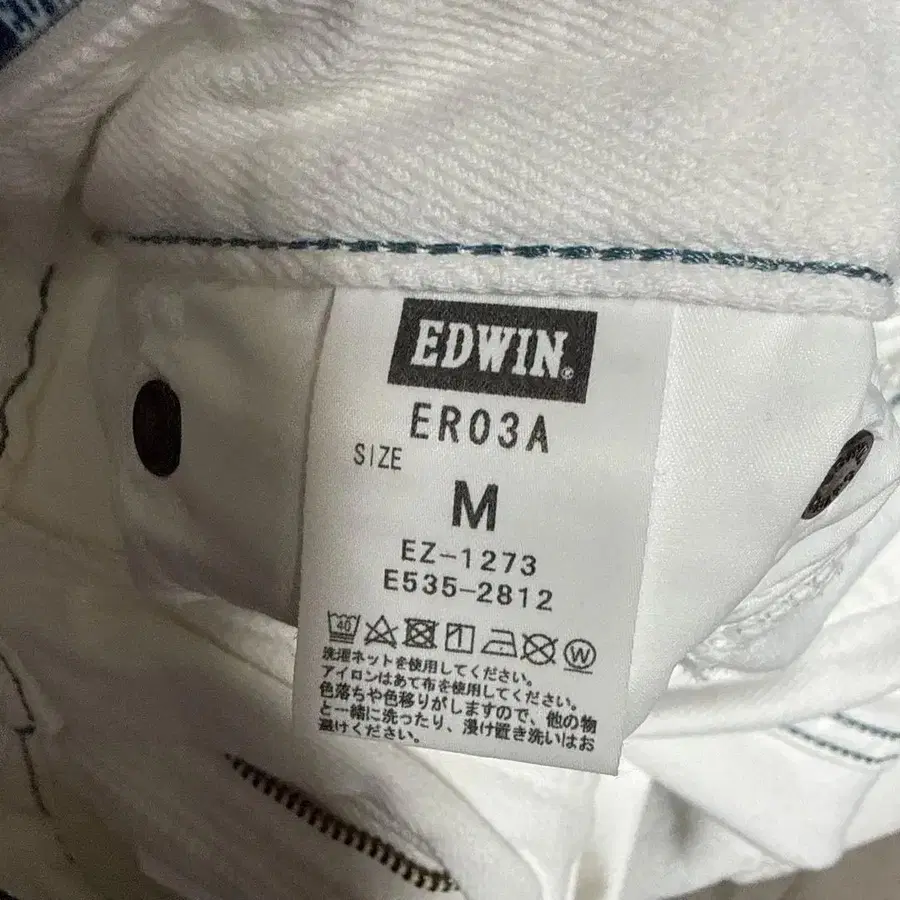 EDWIN®
ER03A
SIZE
M
EZ-1273
E535-2812
40
W
洗濯ネットを使用してください。
アイロンはあて布を使用してください。
色落ちや色移りがしますので、他の物
と一緒に洗ったり、浸け置き洗いはお
避けください。